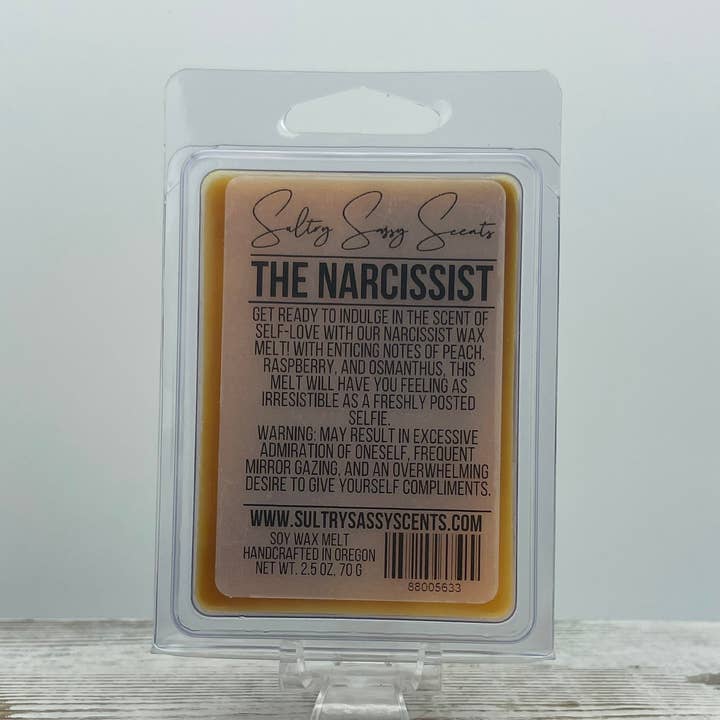 Sultry Sassy Scents
THE NARCISSIST
GET READY TO INDULGE IN THE SCENT OF
SELF-LOVE WITH OUR NARCISSIST WAX
MELT! WITH ENTICING NOTES OF PEACH,
RASPBERRY, AND OSMANTHUS, THIS
MELT WILL HAVE YOU FEELING AS
IRRESISTIBLE AS A FRESHLY POSTED
SELFIE.
WARNING: MAY RESULT IN EXCESSIVE
ADMIRATION OF ONESELF, FREQUENT
MIRROR GAZING, AND AN OVERWHELMING
DESIRE TO GIVE YOURSELF COMPLIMENTS.
WWW.SULTRYSASSYSCENTS.COM
SOY WAX MELT
HANDCRAFTED IN OREGON
NET WT. 2.5 OZ, 70 G
88005633